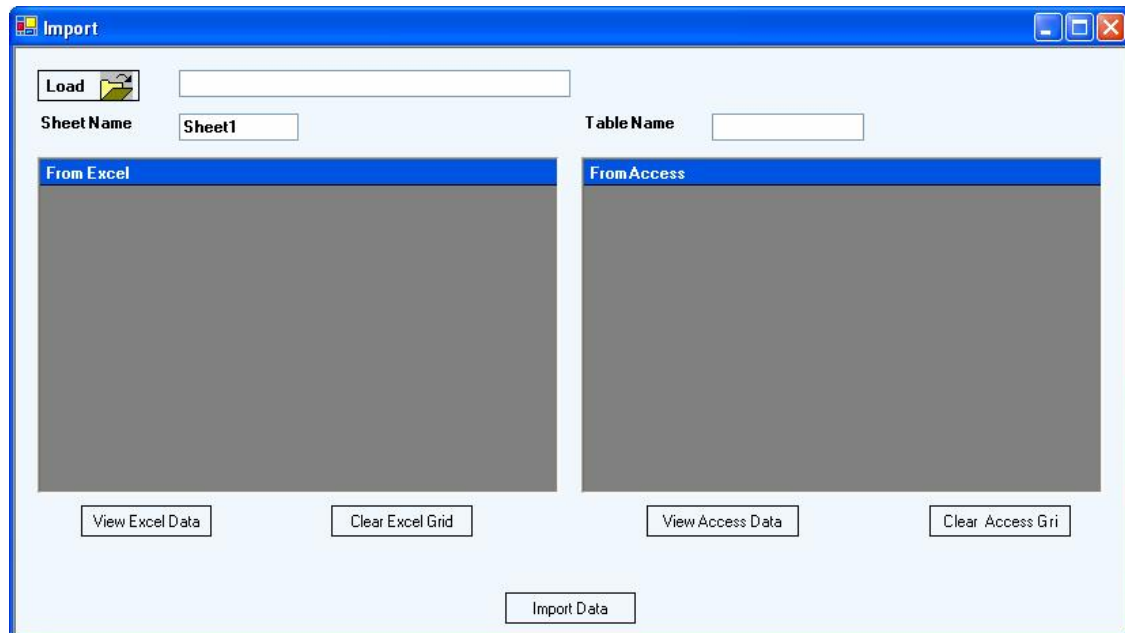 Import
Load
Sheet Name Sheet1 Table Name
From Excel From Access
View Excel Data Clear Excel Grid View Access Data Clear Access Gri
Import Data